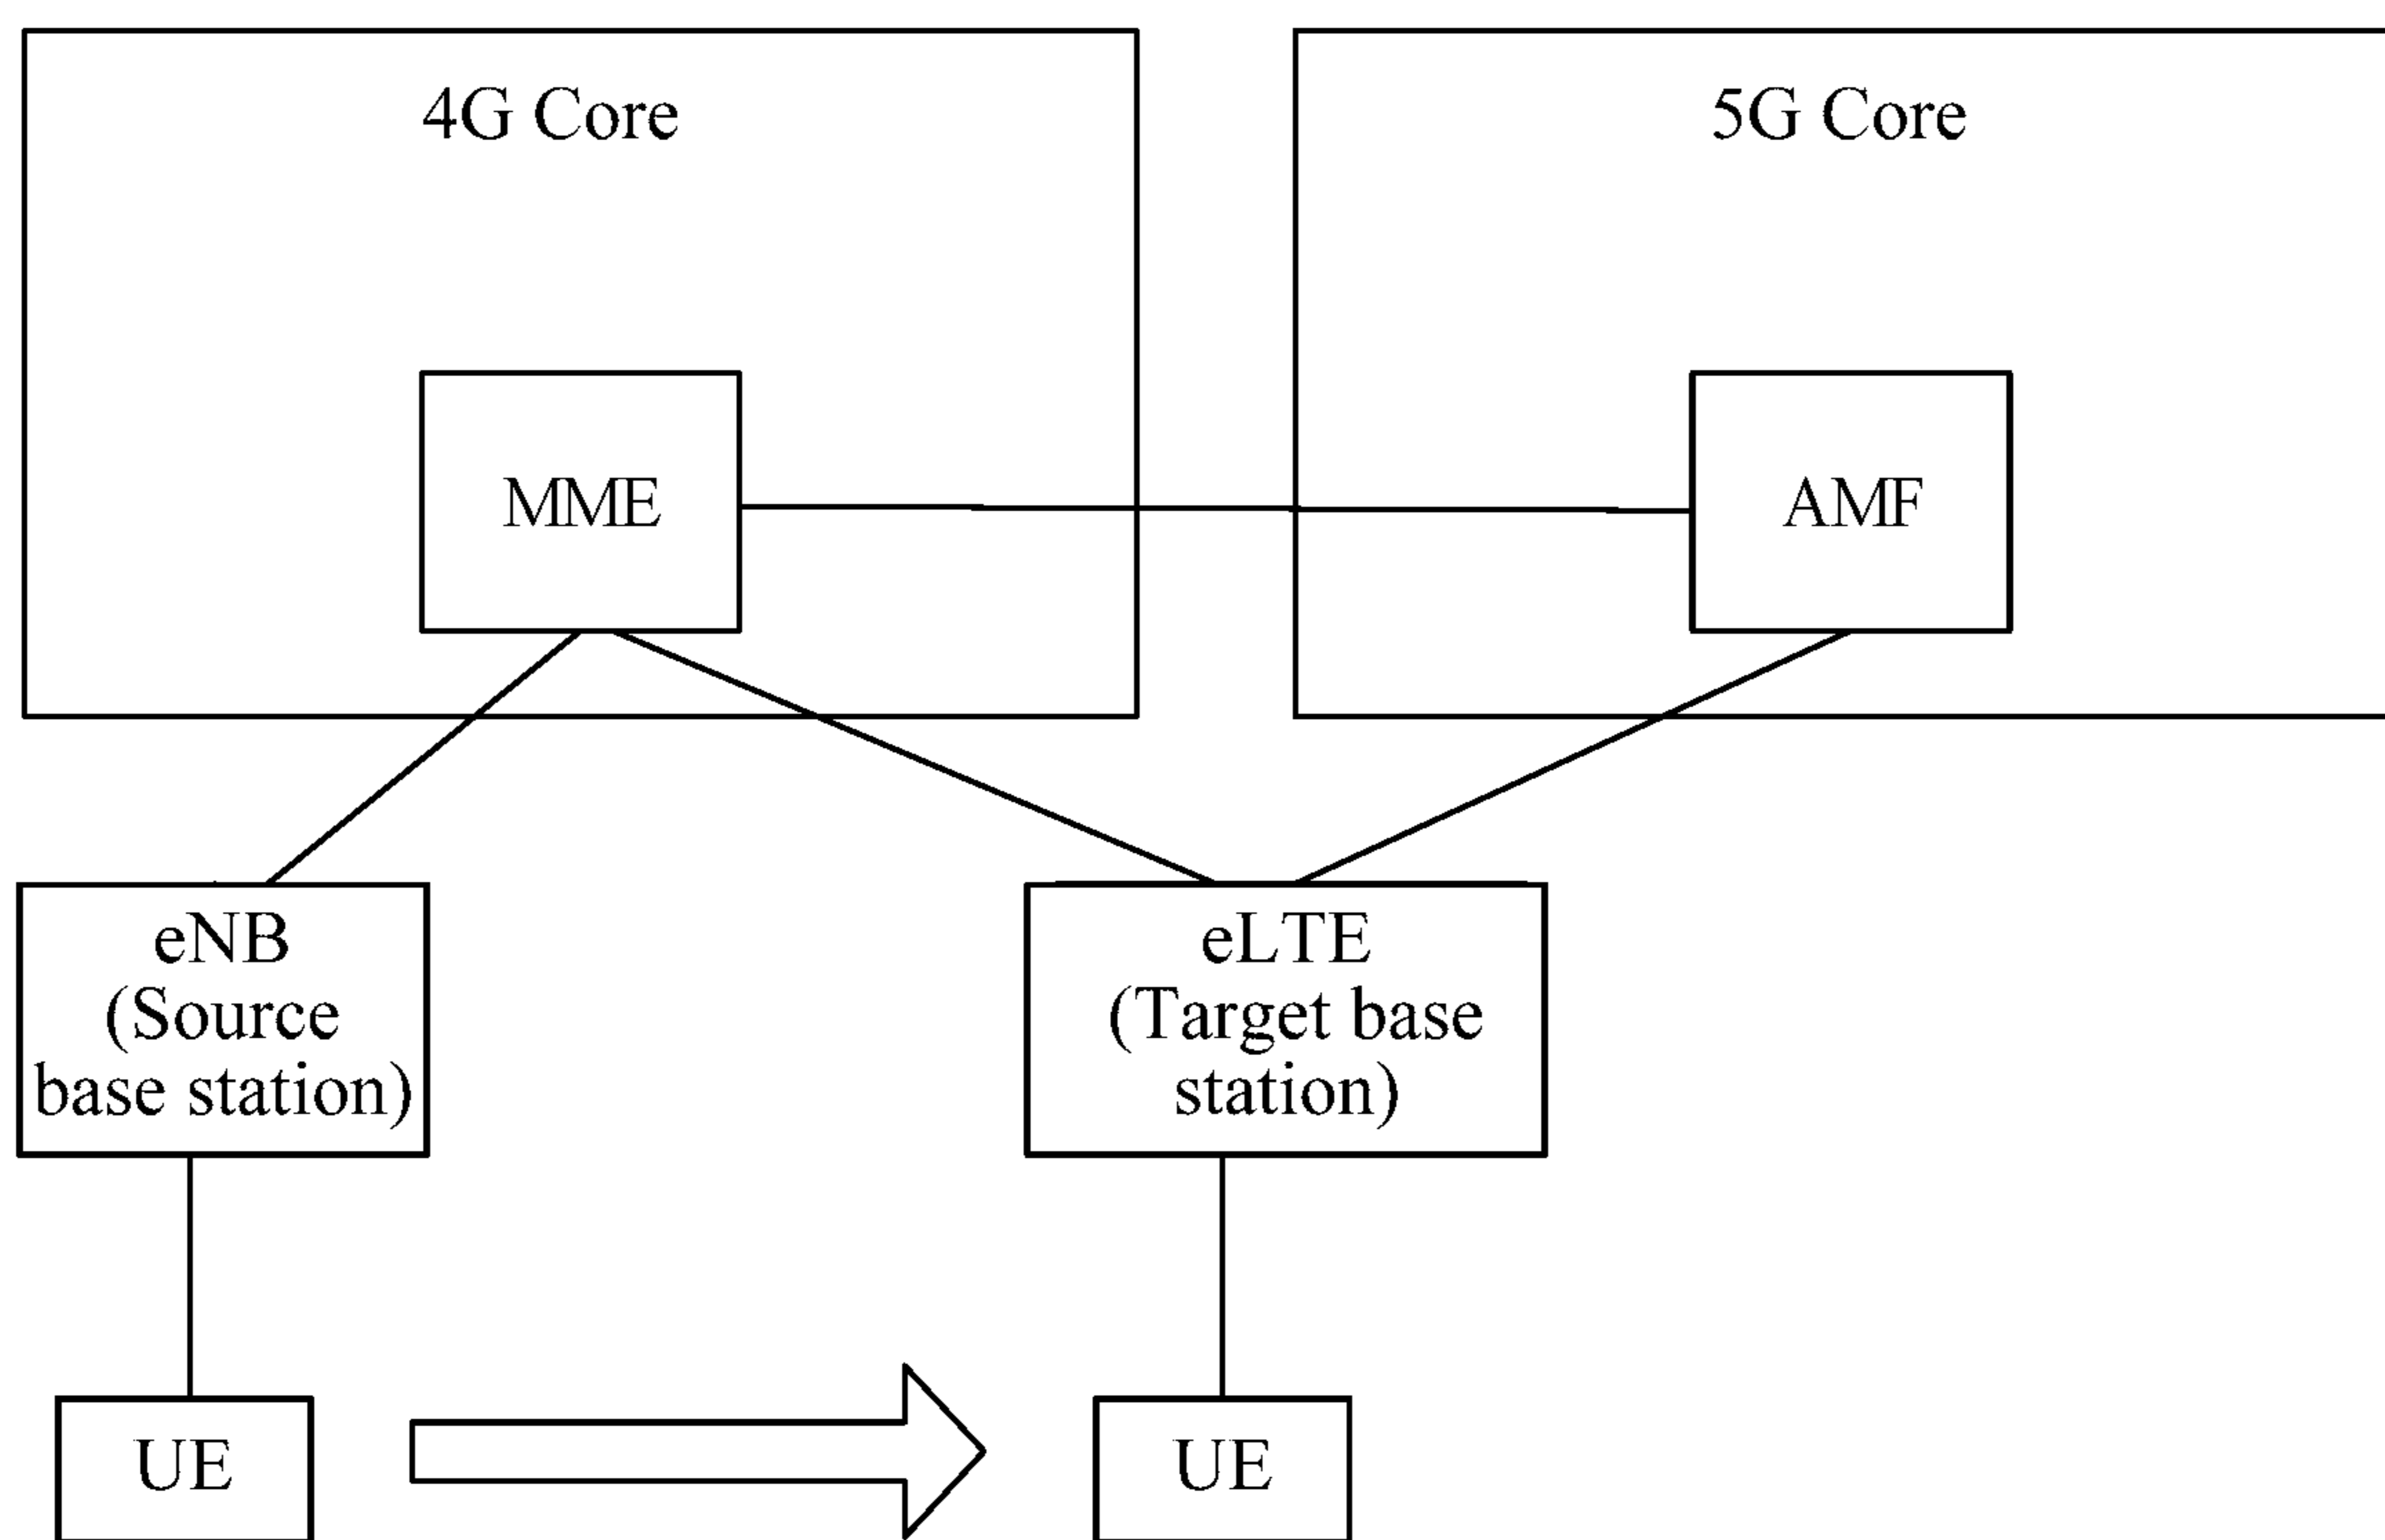 4G Core
5G Core
MME
AMF
eNB
(Source
base station)
eLTE
(Target base
station)
UE
UE